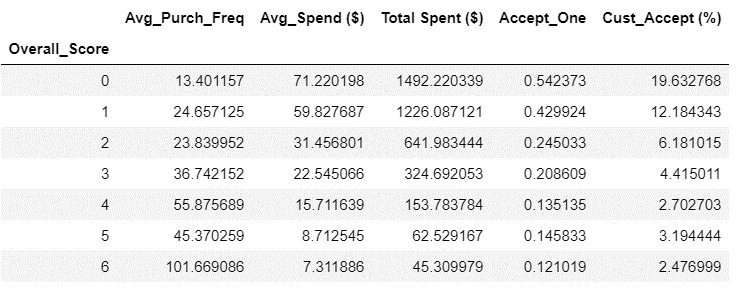 Avg_Purch_Freq Avg_Spend ($) Total Spent ($) Accept_One Cust_Accept (%)
Overall_Score
0 13.401157 71.220198 1492.220339 0.542373 19.632768
1 24.657125 59.827687 1226.087121 0.429924 12.184343
2 23.839952 31.456801 641.983444 0.245033 6.181015
3 36.742152 22.545066 324.692053 0.208609 4.415011
4 55.875689 15.711639 153.783784 0.135135 2.702703
5 45.370259 8.712545 62.529167 0.145833 3.194444
6 101.669086 7.311886 45.309979 0.121019 2.476999